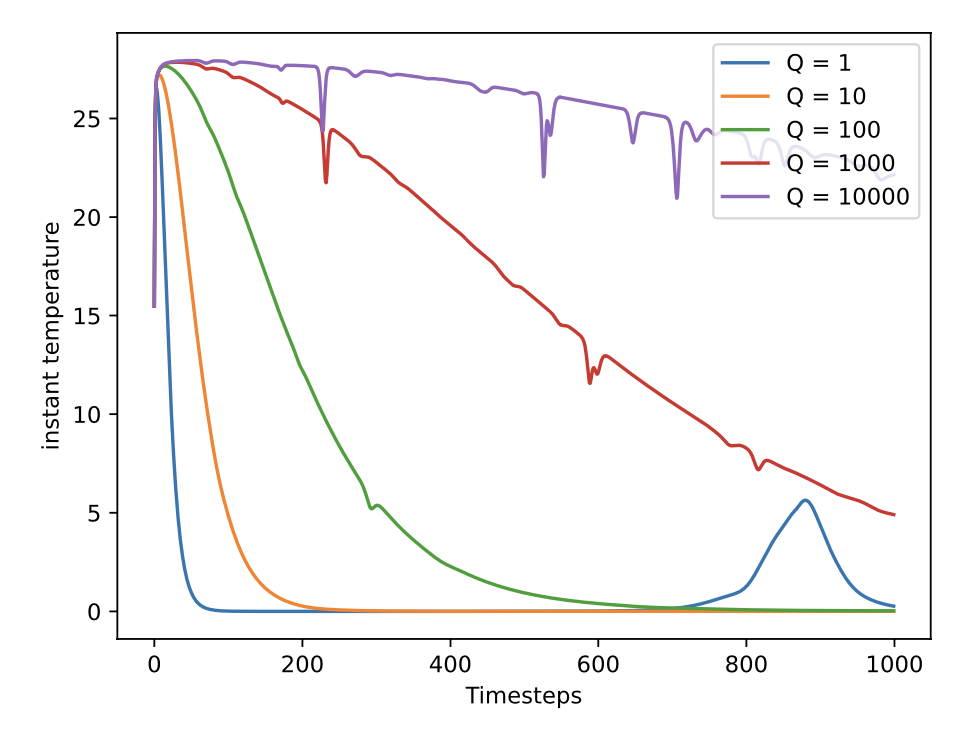 instant temperature
25
20
15
10
5
0
0 200 400 600 800 1000
Timesteps
Q = 1
Q = 10
Q = 100
Q = 1000
Q = 10000